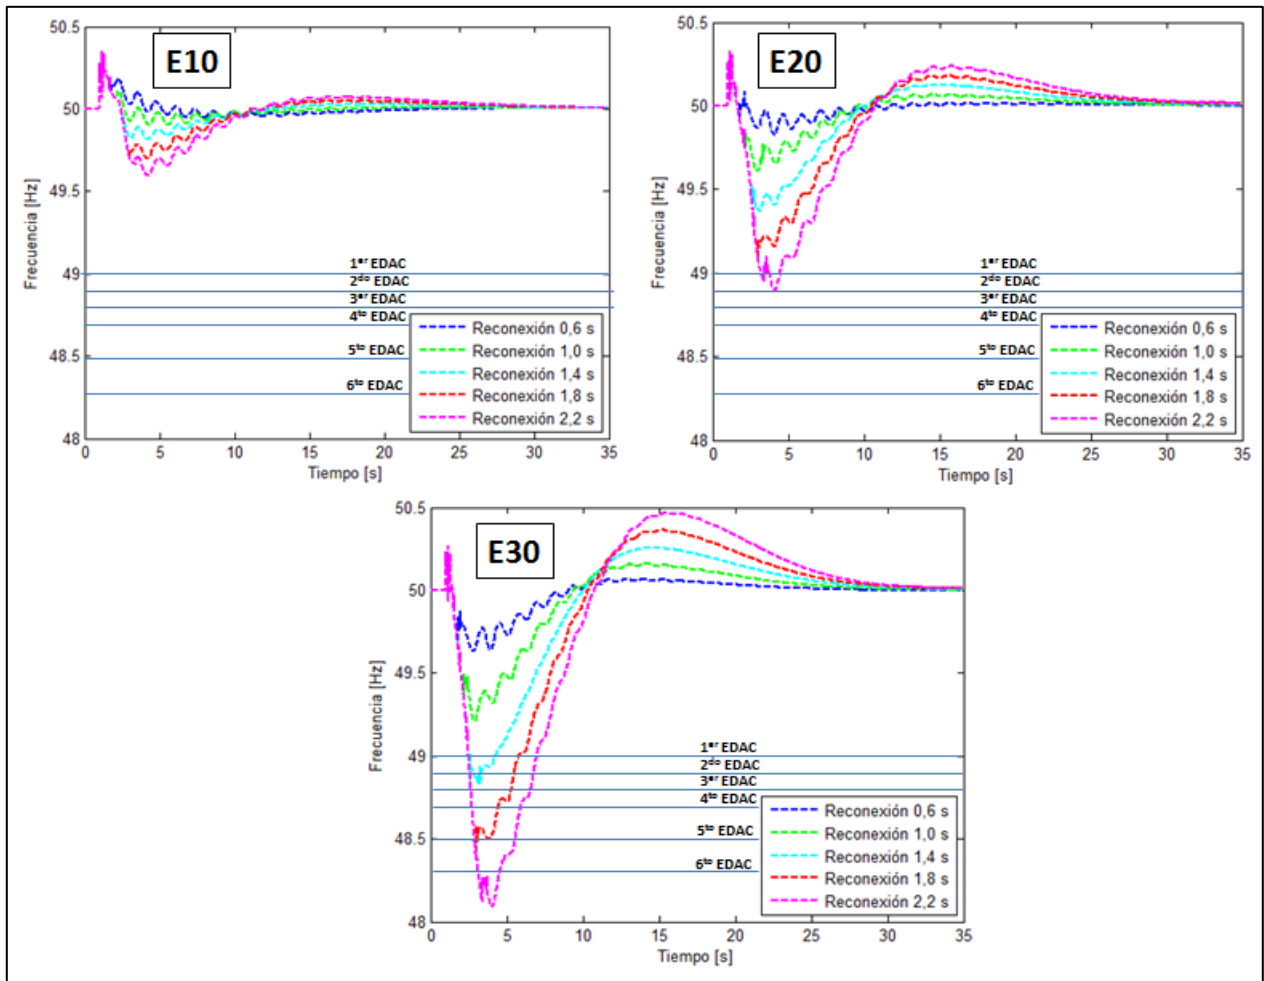 E10
50.5
50
49.5
49
48.5
48
Frecuencia [Hz]
1er EDAC
2do EDAC
3er EDAC
4to EDAC
5to EDAC
6to EDAC
Reconexión 0,6 s
Reconexión 1,0 s
Reconexión 1,4 s
Reconexión 1,8 s
Reconexión 2,2 s
0 5 10 15 20 25 30 35
Tiempo [s]
E20
50.5
50
49.5
49
48.5
48
Frecuencia [Hz]
1er EDAC
2do EDAC
3er EDAC
4to EDAC
5to EDAC
6to EDAC
Reconexión 0,6 s
Reconexión 1,0 s
Reconexión 1,4 s
Reconexión 1,8 s
Reconexión 2,2 s
0 5 10 15 20 25 30 35
Tiempo [s]
E30
50.5
50
49.5
49
48.5
48
Frecuencia [Hz]
1er EDAC
2do EDAC
3er EDAC
4to EDAC
5to EDAC
6to EDAC
Reconexión 0,6 s
Reconexión 1,0 s
Reconexión 1,4 s
Reconexión 1,8 s
Reconexión 2,2 s
0 5 10 15 20 25 30 35
Tiempo [s]